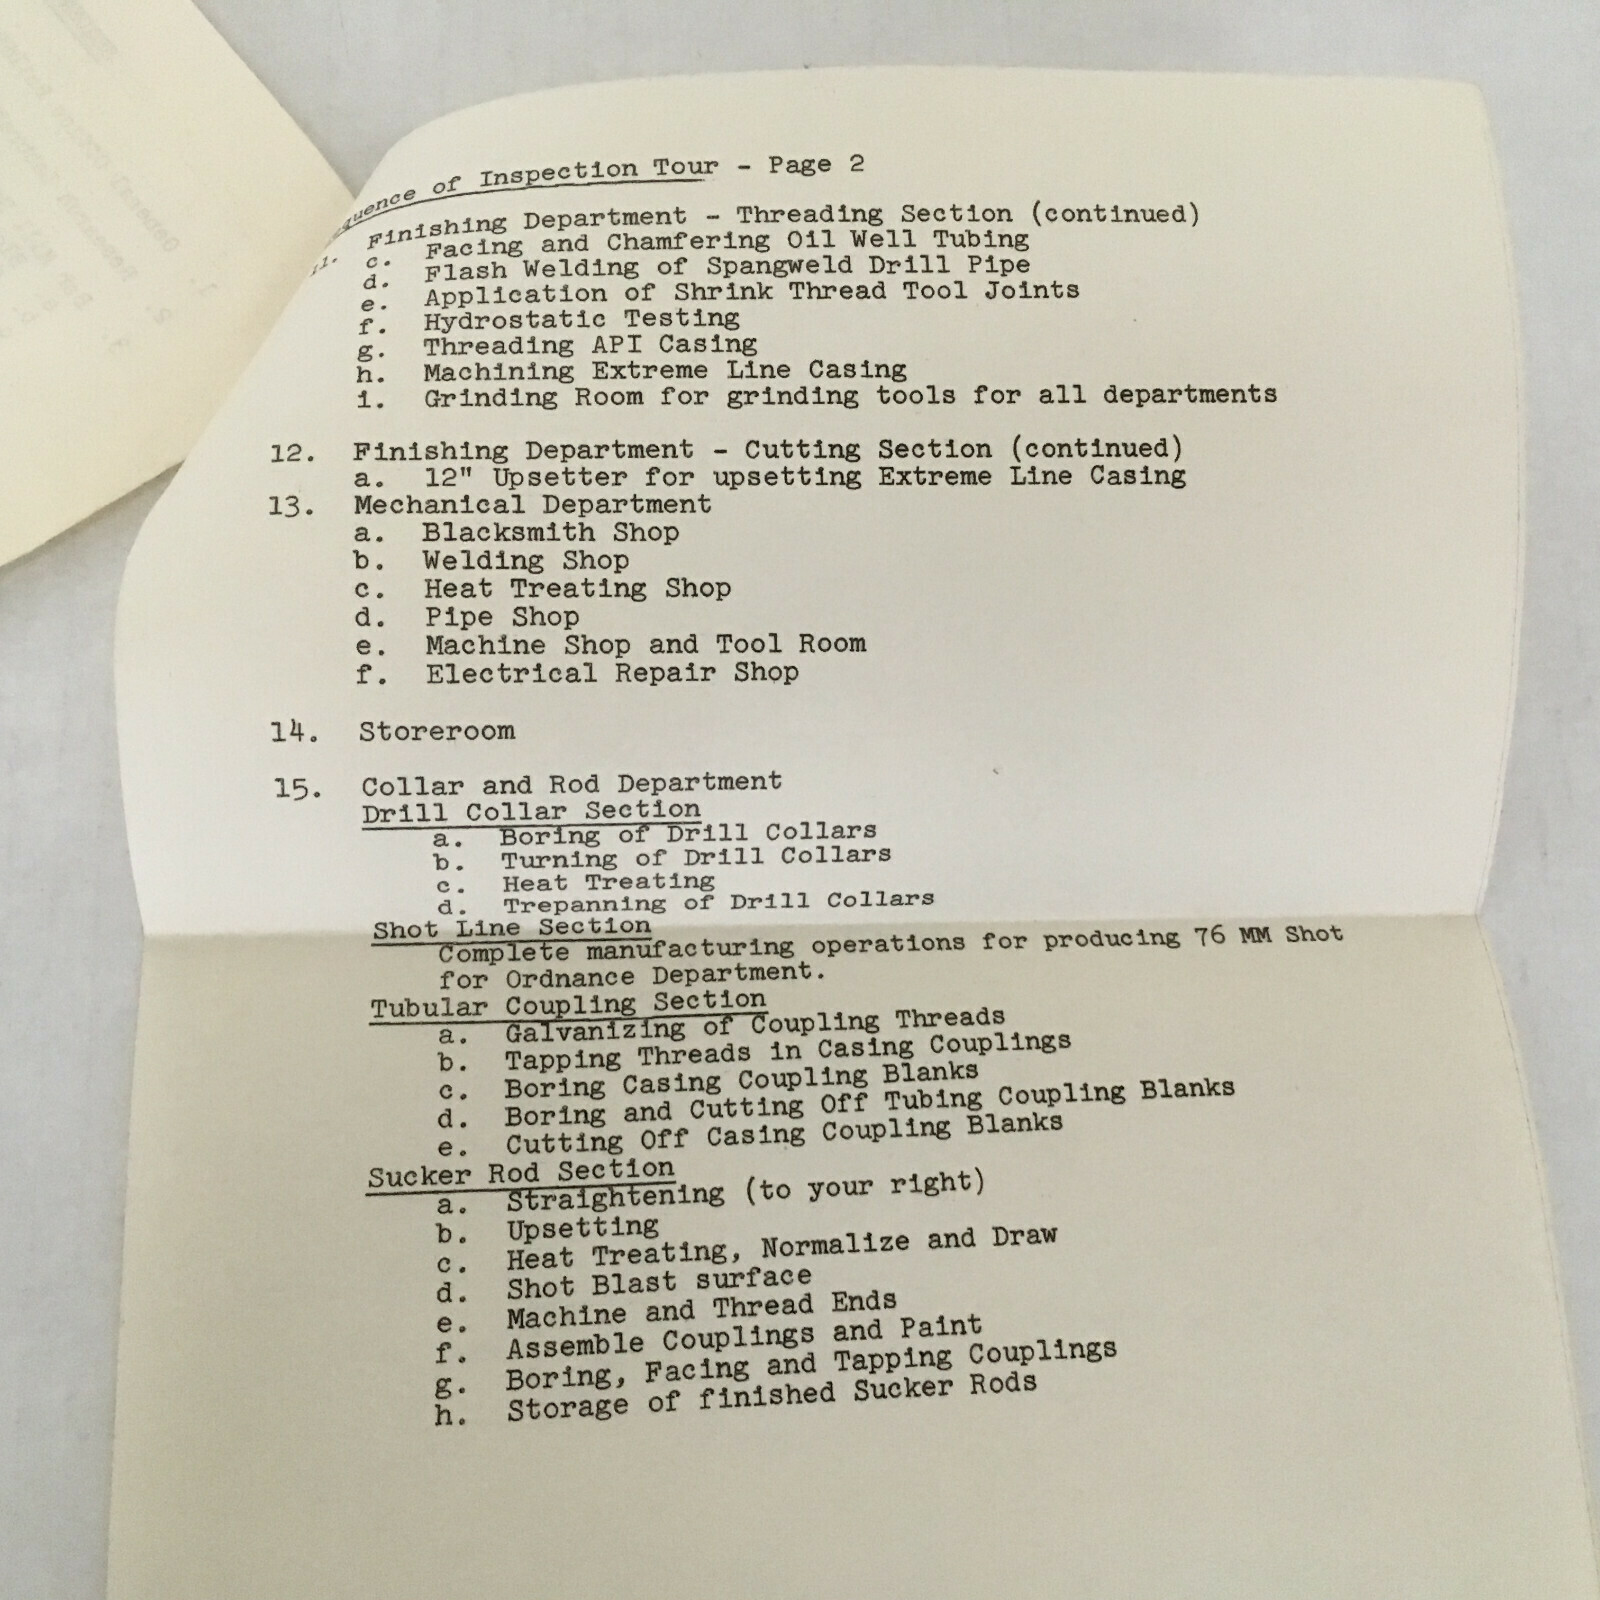 quence of Inspection Tour - Page 2
11. Finishing Department - Threading Section (continued)
c. Facing and Chamfering Oil Well Tubing
d. Flash Welding of Spangweld Drill Pipe
e. Application of Shrink Thread Tool Joints
f. Hydrostatic Testing
g. Threading API Casing
h. Machining Extreme Line Casing
i. Grinding Room for grinding tools for all departments
12. Finishing Department - Cutting Section (continued)
a. 12" Upsetter for upsetting Extreme Line Casing
13. Mechanical Department
a. Blacksmith Shop
b. Welding Shop
c. Heat Treating Shop
d. Pipe Shop
e. Machine Shop and Tool Room
f. Electrical Repair Shop
14. Storeroom
15. Collar and Rod Department
Drill Collar Section
a. Boring of Drill Collars
b. Turning of Drill Collars
c. Heat Treating
d. Trepanning of Drill Collars
Shot Line Section
Complete manufacturing operations for producing 76 MM Shot
for Ordnance Department.
Tubular Coupling Section
a. Galvanizing of Coupling Threads
b. Tapping Threads in Casing Couplings
c. Boring Casing Coupling Blanks
d. Boring and Cutting Off Tubing Coupling Blanks
e. Cutting Off Casing Coupling Blanks
Sucker Rod Section
a. Straightening (to your right)
b. Upsetting
c. Heat Treating, Normalize and Draw
d. Shot Blast surface
e. Machine and Thread Ends
f. Assemble Couplings and Paint
g. Boring, Facing and Tapping Couplings
h. Storage of finished Sucker Rods